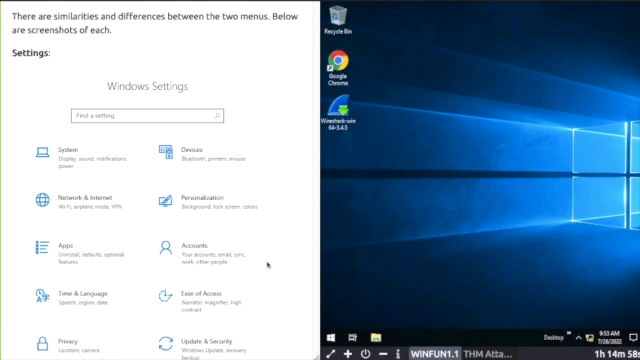 There are similarities and differences between the two menus. Below
are screenshots of each.
Settings:
Windows Settings
Find a setting
System
Display, sound, notifications,
power
Devices
Bluetooth, printers, mouse
Network & Internet
Wi-Fi, airplane mode, VPN
Personalization
Background, lock screen, colors
Apps
Uninstall, defaults, optional
features
Accounts
Your accounts, email, sync,
work, other people
Time & Language
Speech, region, date
Ease of Access
Narrator, magnifier, high
contrast
Privacy
Location, camera
Update & Security
Windows Update, recovery,
backup
Recycle Bin
Google
Chrome
Wireshark-win
64-3.4.5
Desktop
9:53 AM
7/26/2022
WINFUN1.1
THM Atta...
1h 14m 58